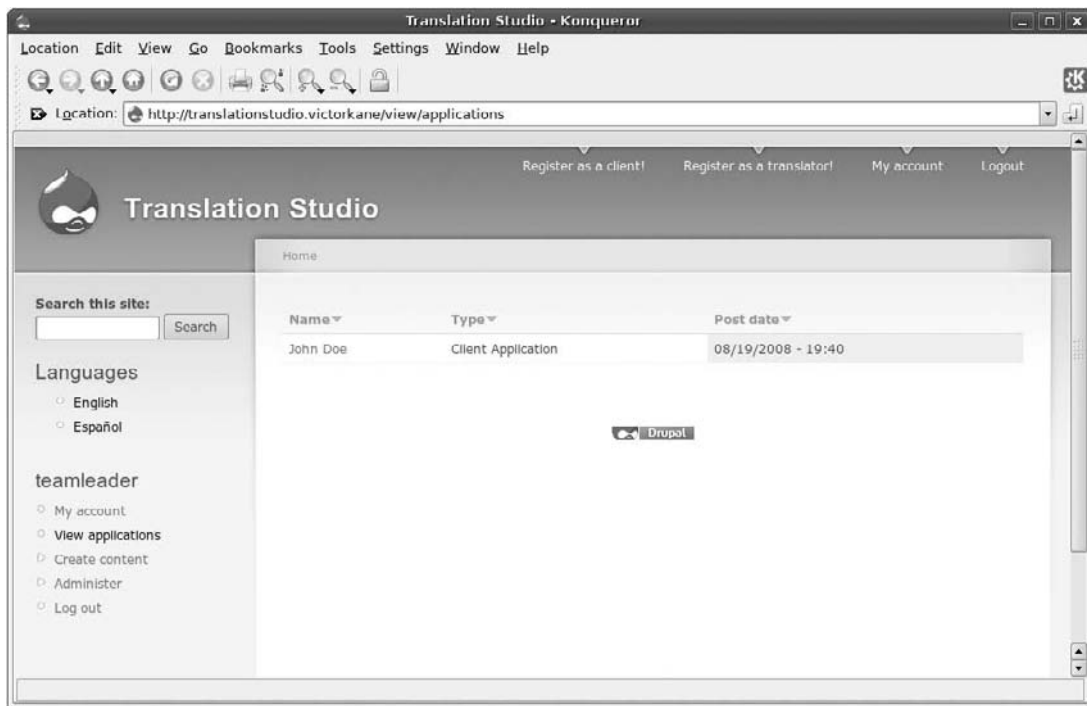 Translation Studio - Konqueror
Location Edit View Go Bookmarks Tools Settings Window Help
Location: http://translationstudio.victorkane/view/applications
Register as a client! Register as a translator! My account Logout
Translation Studio
Home
Search this site:
Search
Languages
English
Español
teamleader
My account
View applications
Create content
Administer
Log out
Name Type Post date
John Doe Client Application 08/19/2008 - 19:40
Drupal